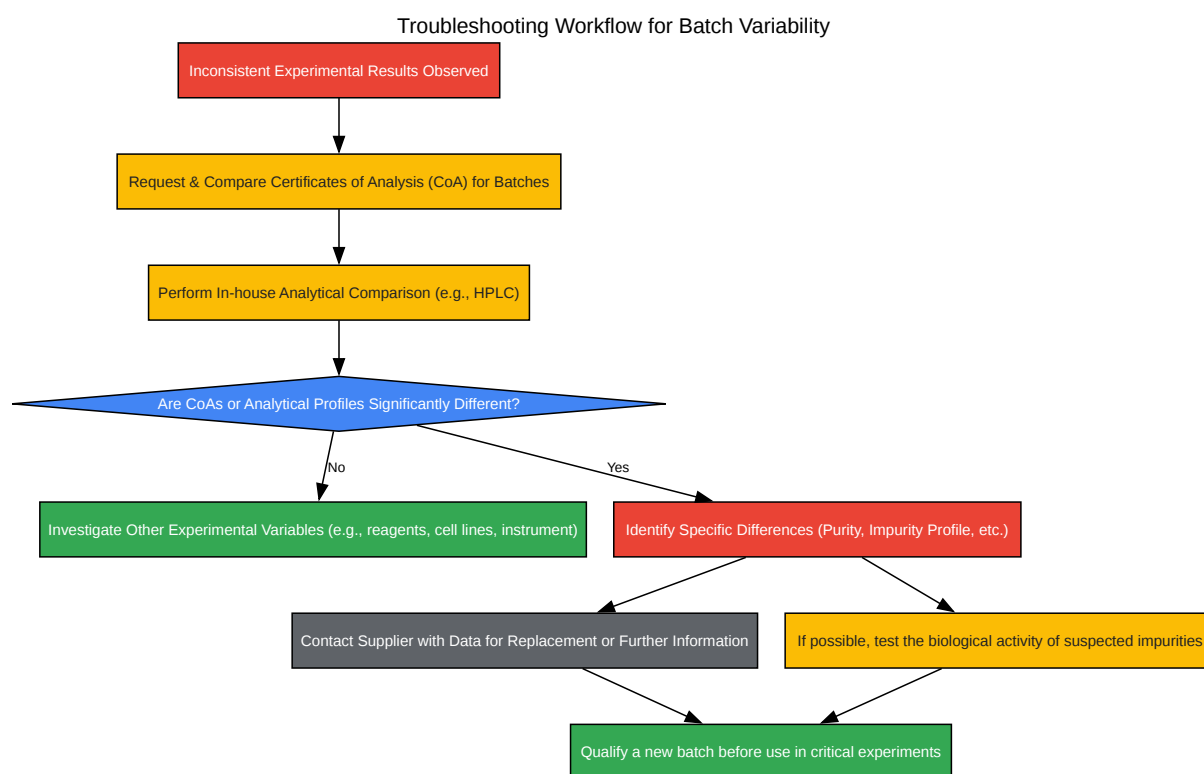 Troubleshooting Workflow for Batch Variability
Inconsistent Experimental Results Observed
Request & Compare Certificates of Analysis (CoA) for Batches
Perform In-house Analytical Comparison (e.g., HPLC)
Are CoAs or Analytical Profiles Significantly Different?
No
Yes
Investigate Other Experimental Variables (e.g., reagents, cell lines, instrument)
Identify Specific Differences (Purity, Impurity Profile, etc.)
Contact Supplier with Data for Replacement or Further Information
If possible, test the biological activity of suspected impurities
Qualify a new batch before use in critical experiments